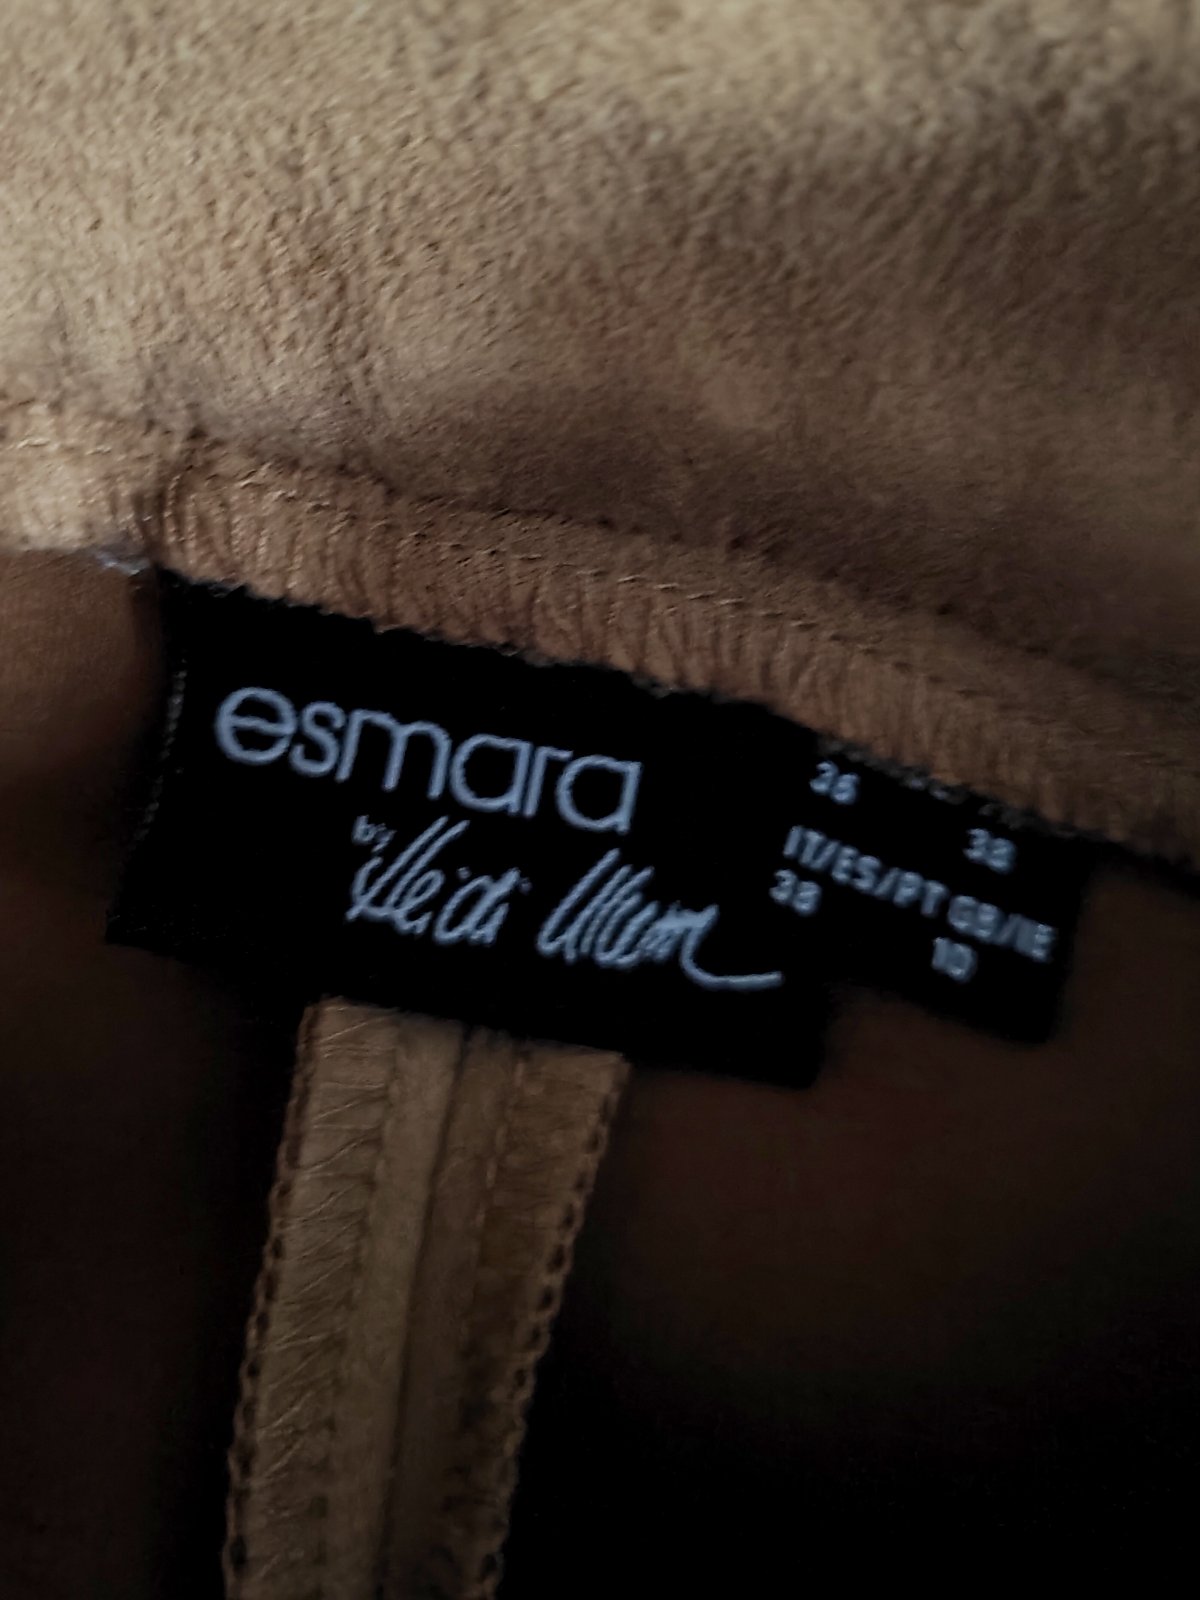 esmara
by Heidi Klum
36 38
IT/ES/PT GB/IE
38 10